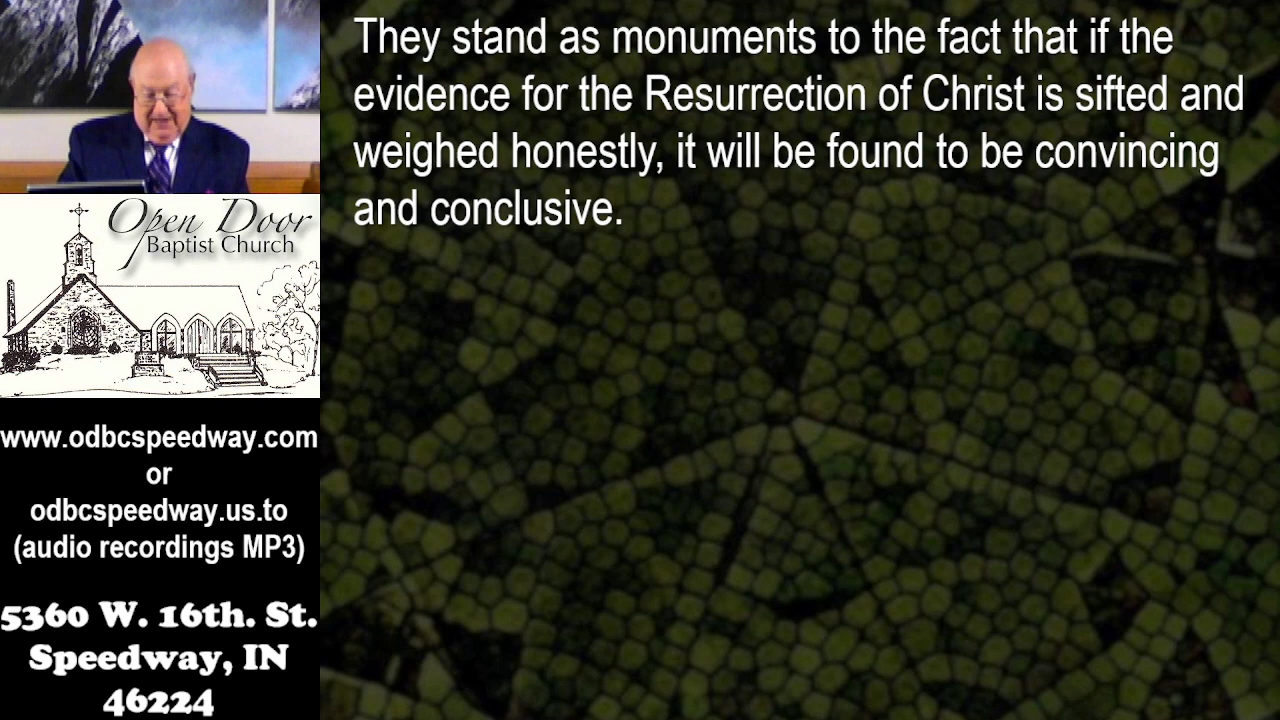 They stand as monuments to the fact that if the
evidence for the Resurrection of Christ is sifted and
weighed honestly, it will be found to be convincing
and conclusive.
Open Door
Baptist Church
www.odbcspeedway.com
or
odbcspeedway.us.to
(audio recordings MP3)
5360 W. 16th. St.
Speedway, IN
46224